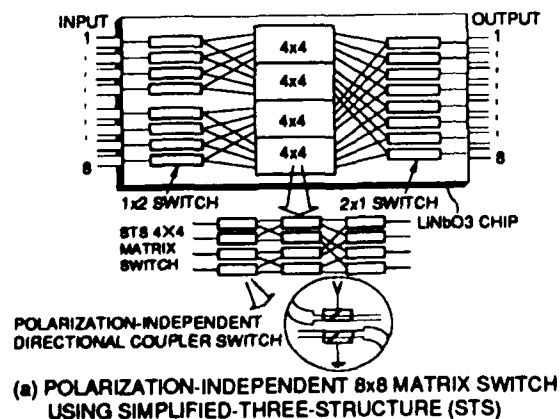 INPUT
OUTPUT
1
4x4
1
4x4
4x4
8
4x4
8
1x2 SWITCH
2x1 SWITCH
LiNbO3 CHIP
STS 4X4
MATRIX
SWITCH
POLARIZATION-INDEPENDENT
DIRECTIONAL COUPLER SWITCH
V
(a) POLARIZATION-INDEPENDENT 8x8 MATRIX SWITCH
USING SIMPLIFIED-THREE-STRUCTURE (STS)